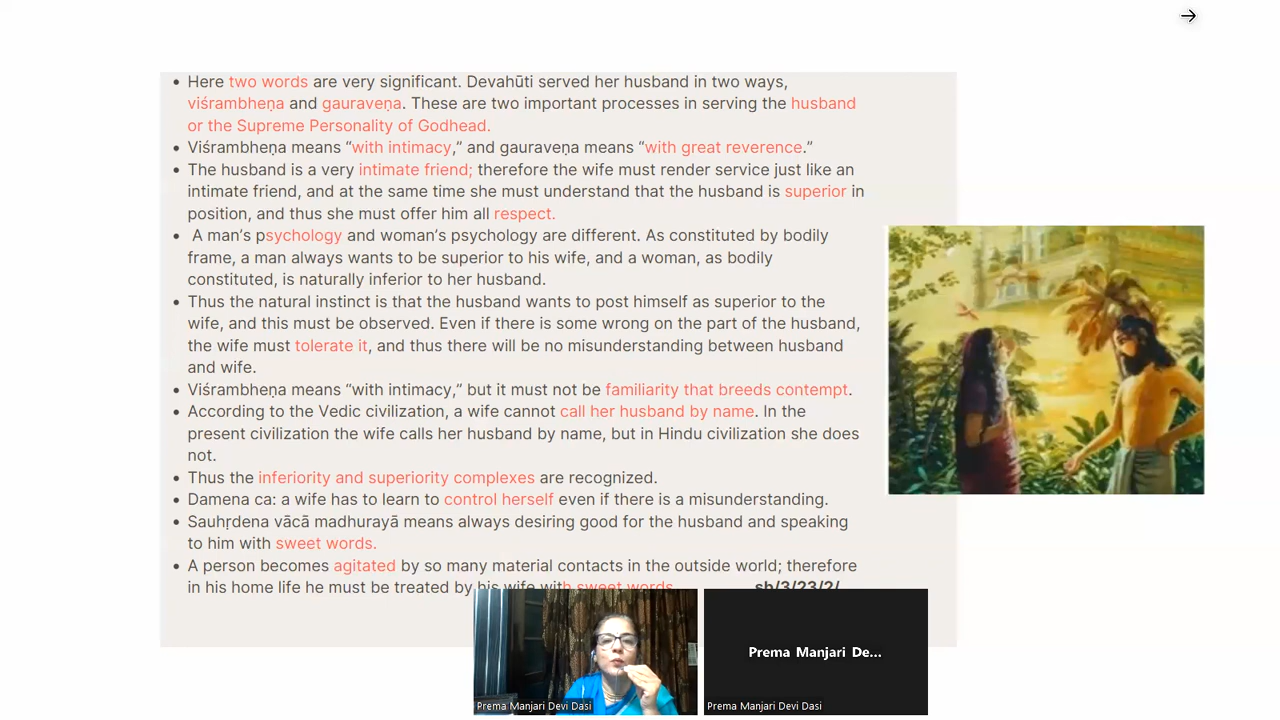 →
• Here two words are very significant. Devahūti served her husband in two ways,
viśrambheṇa and gauraveṇa. These are two important processes in serving the husband
or the Supreme Personality of Godhead.
• Viśrambheṇa means “with intimacy,” and gauraveṇa means “with great reverence.”
• The husband is a very intimate friend; therefore the wife must render service just like an
intimate friend, and at the same time she must understand that the husband is superior in
position, and thus she must offer him all respect.
• A man’s psychology and woman’s psychology are different. As constituted by bodily
frame, a man always wants to be superior to his wife, and a woman, as bodily
constituted, is naturally inferior to her husband.
• Thus the natural instinct is that the husband wants to post himself as superior to the
wife, and this must be observed. Even if there is some wrong on the part of the husband,
the wife must tolerate it, and thus there will be no misunderstanding between husband
and wife.
• Viśrambheṇa means “with intimacy,” but it must not be familiarity that breeds contempt.
• According to the Vedic civilization, a wife cannot call her husband by name. In the
present civilization the wife calls her husband by name, but in Hindu civilization she does
not.
• Thus the inferiority and superiority complexes are recognized.
• Damena ca: a wife has to learn to control herself even if there is a misunderstanding.
• Sauhṛdena vācā madhurayā means always desiring good for the husband and speaking
to him with sweet words.
• A person becomes agitated by so many material contacts in the outside world; therefore
in his home life he must be treated by his wife with sweet words. sb/3/23/2/
Prema Manjari De...
Prema Manjari Devi Dasi
Prema Manjari Devi Dasi